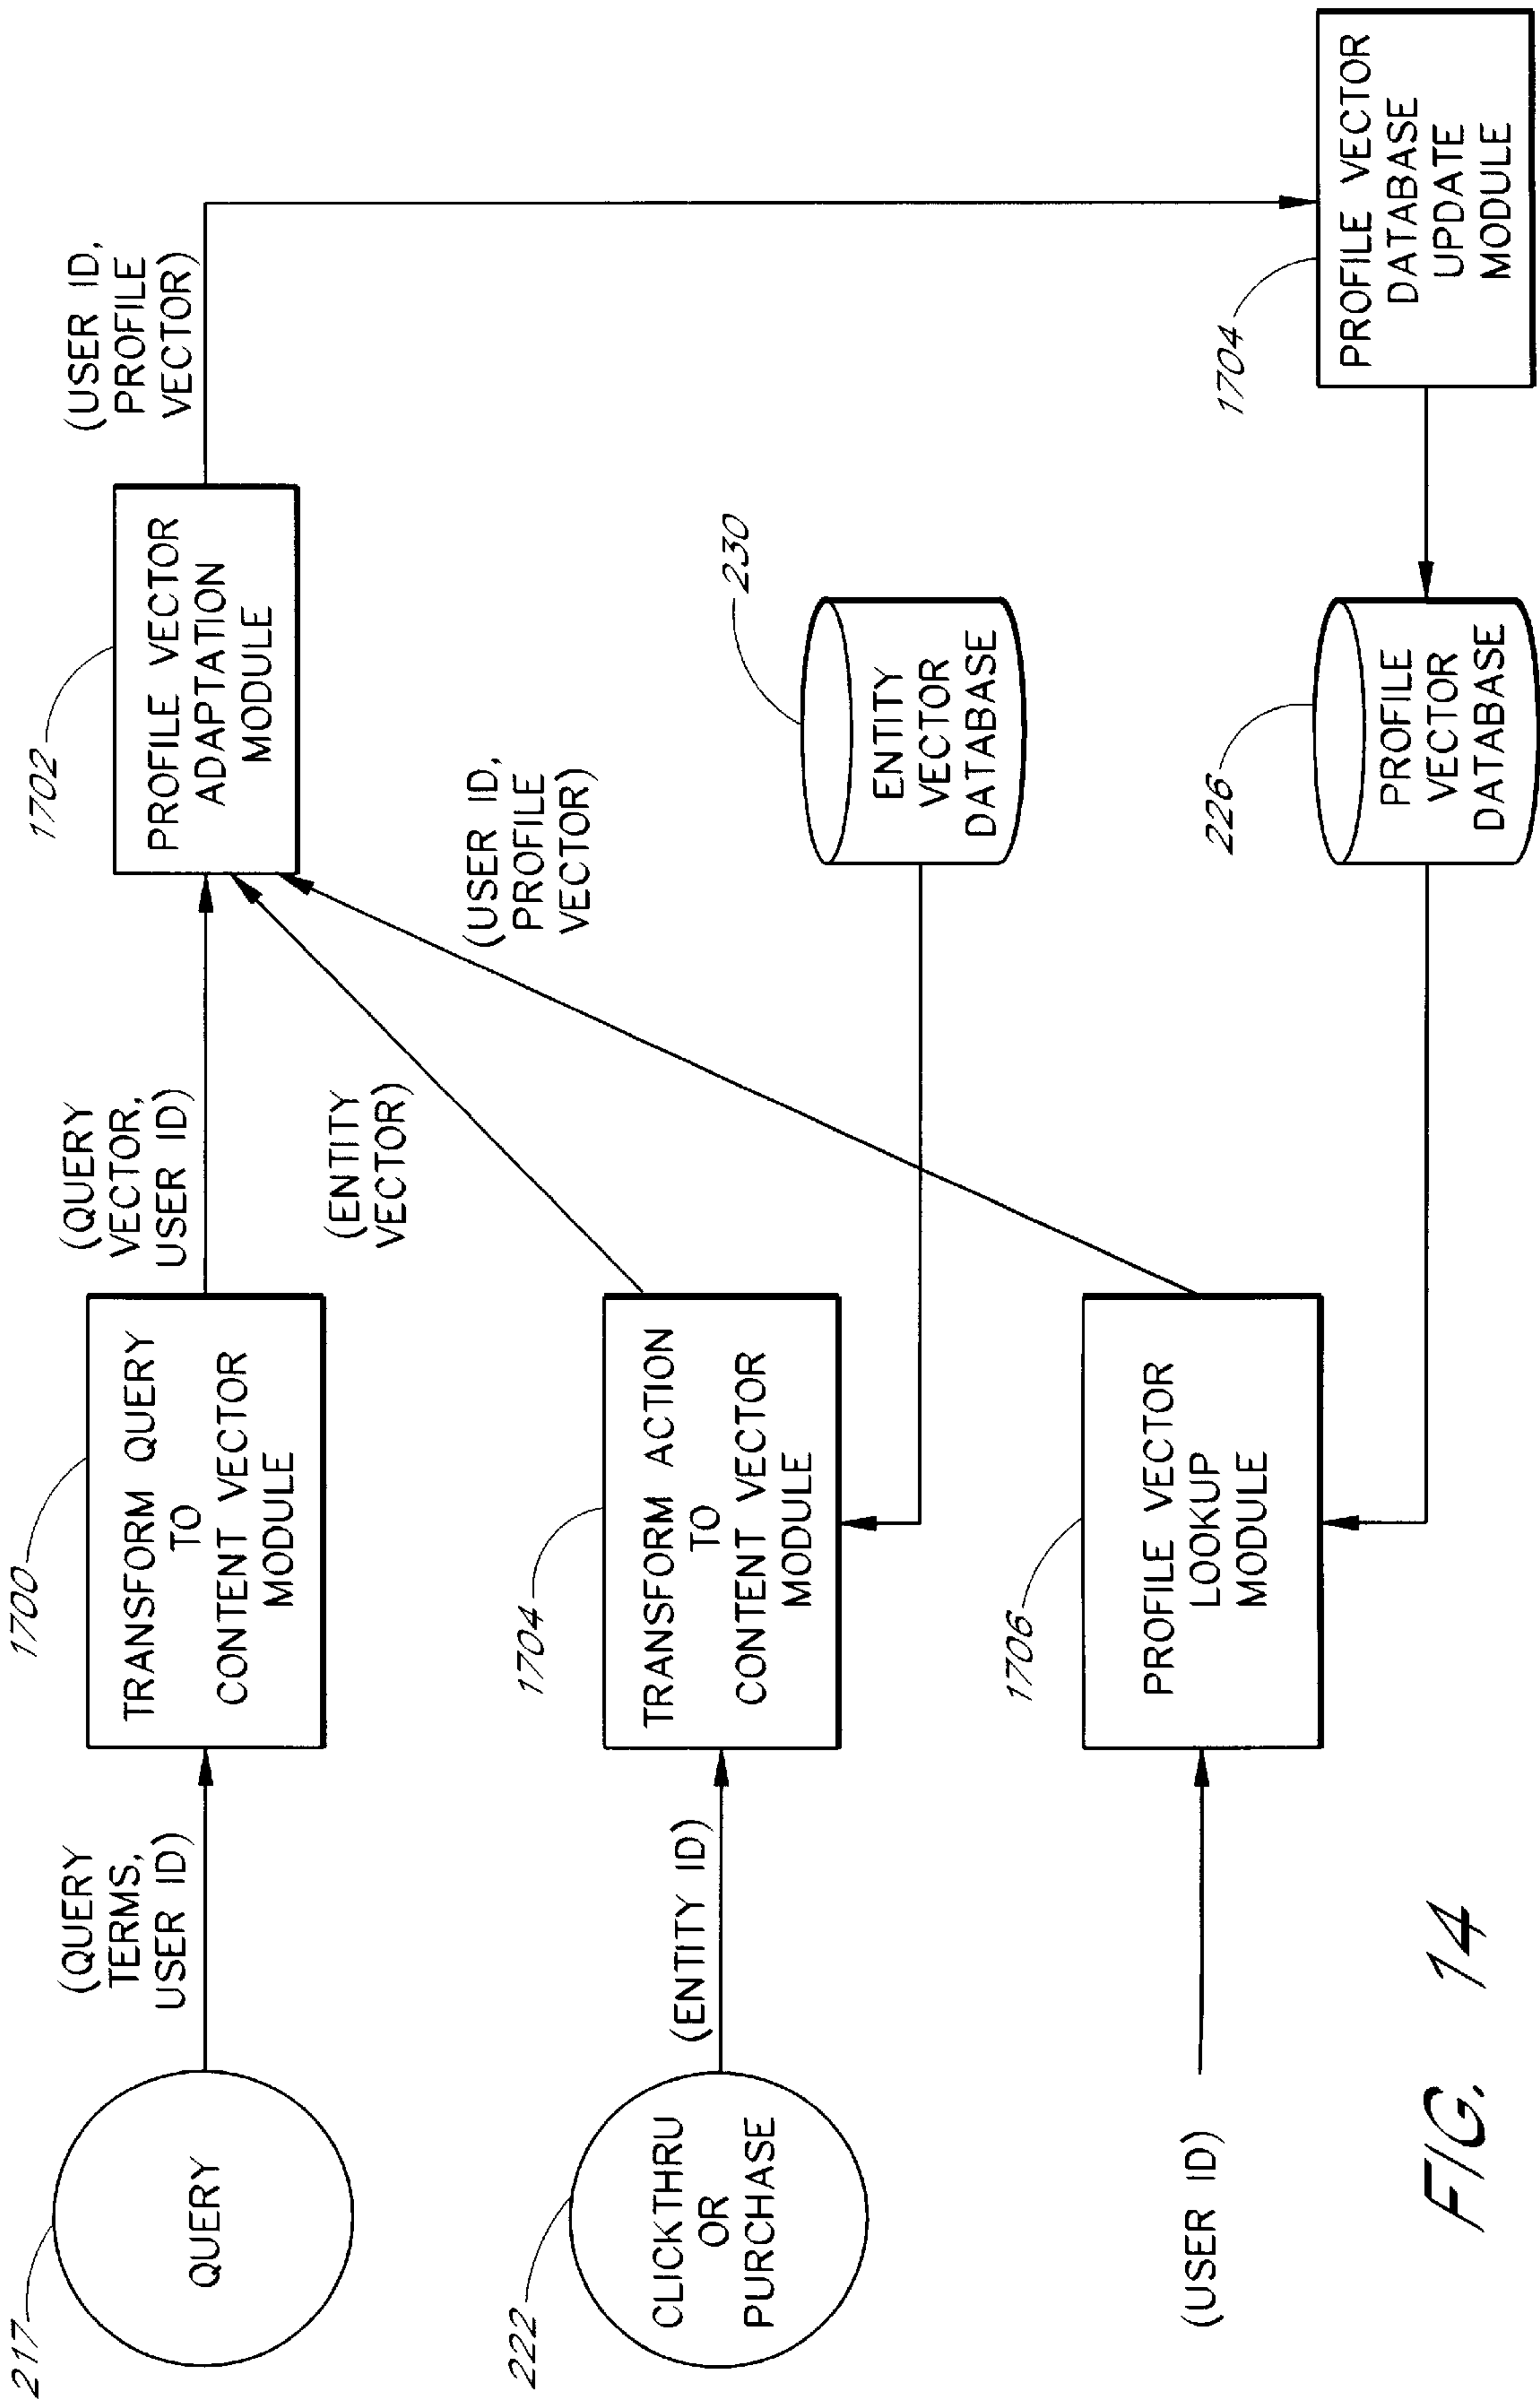 217
QUERY
(QUERY
TERMS,
USER ID)
1700
TRANSFORM QUERY
TO
CONTENT VECTOR
MODULE
(QUERY
VECTOR,
USER ID)
1702
PROFILE VECTOR
ADAPTATION
MODULE
(USER ID,
PROFILE
VECTOR)
222
CLICKTHRU
OR
PURCHASE
(ENTITY ID)
1704
TRANSFORM ACTION
TO
CONTENT VECTOR
MODULE
(ENTITY
VECTOR)
(USER ID,
PROFILE
VECTOR)
230
ENTITY
VECTOR
DATABASE
(USER ID)
1706
PROFILE VECTOR
LOOKUP
MODULE
226
PROFILE
VECTOR
DATABASE
1704
PROFILE VECTOR
DATABASE
UPDATE
MODULE
FIG. 14